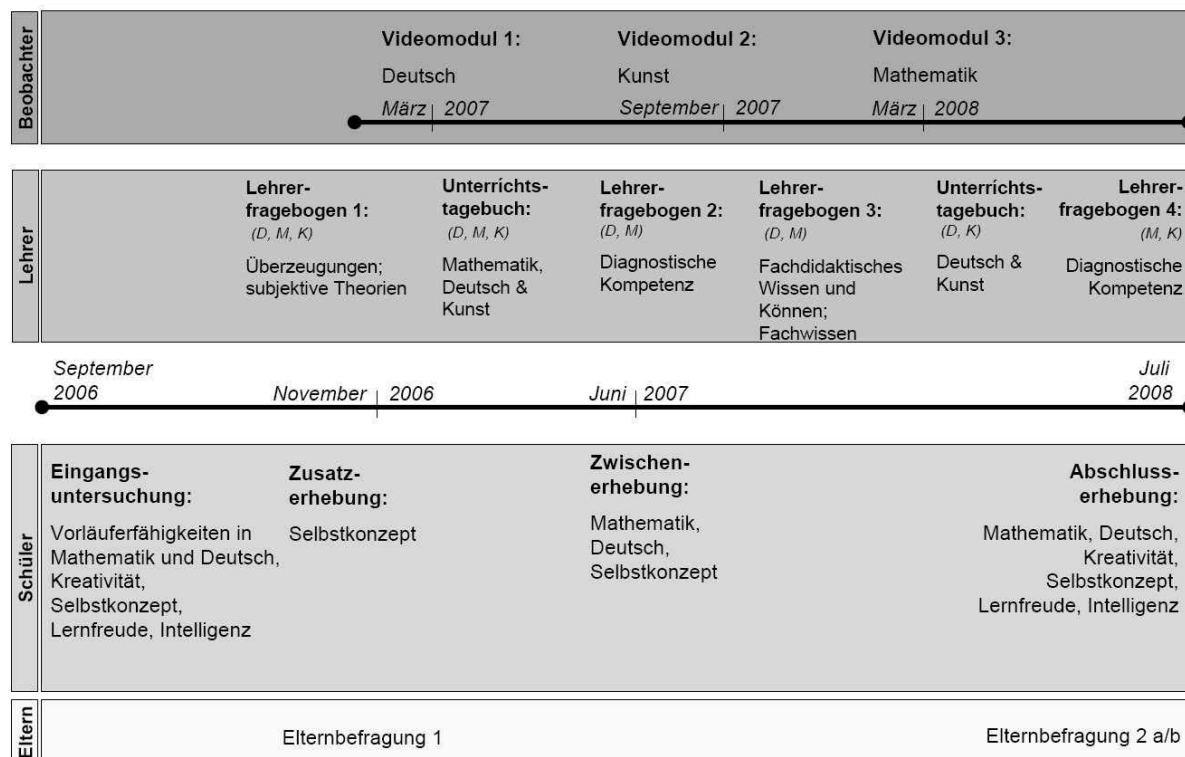 Beobachter
Videomodul 1:
Deutsch
März 2007
Videomodul 2:
Kunst
September 2007
Videomodul 3:
Mathematik
März 2008
Lehrer
Lehrer-
fragebogen 1:
(D, M, K)
Überzeugungen;
subjektive Theorien
Unterrichts-
tagebuch:
(D, M, K)
Mathematik,
Deutsch &
Kunst
Lehrer-
fragebogen 2:
(D, M)
Diagnostische
Kompetenz
Lehrer-
fragebogen 3:
(D, M)
Fachdidaktisches
Wissen und
Können;
Fachwissen
Unterrichts-
tagebuch:
(D, K)
Deutsch &
Kunst
Lehrer-
fragebogen 4:
(M, K)
Diagnostische
Kompetenz
September
2006
November 2006
Juni 2007
Juli
2008
Schüler
Eingangs-
untersuchung:
Vorläuferfähigkeiten in
Mathematik und Deutsch,
Kreativität,
Selbstkonzept,
Lernfreude, Intelligenz
Zusatz-
erhebung:
Selbstkonzept
Zwischen-
erhebung:
Mathematik,
Deutsch,
Selbstkonzept
Abschluss-
erhebung:
Mathematik, Deutsch,
Kreativität,
Selbstkonzept,
Lernfreude, Intelligenz
Eltern
Elternbefragung 1
Elternbefragung 2 a/b